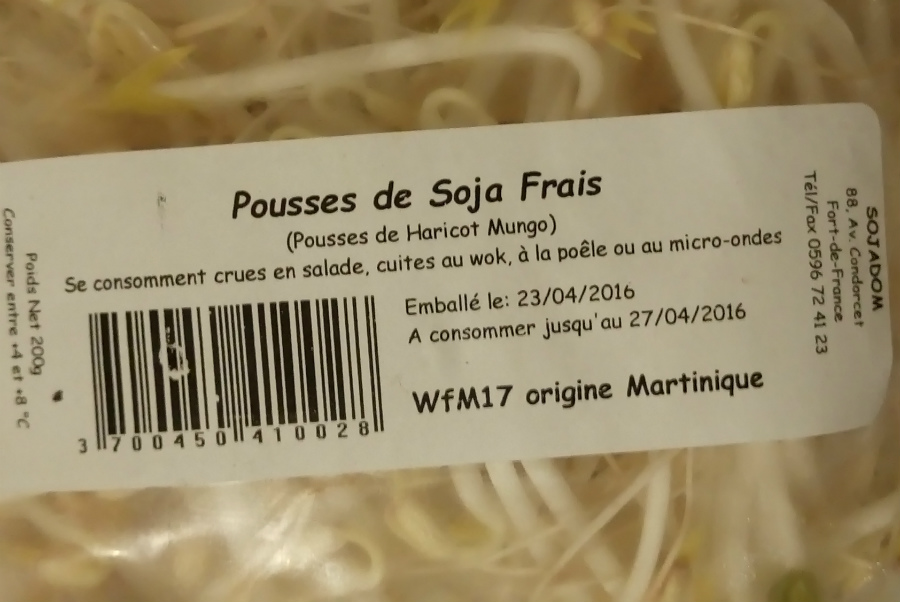 Pousses de Soja Frais
(Pousses de Haricot Mungo)
Se consomment crues en salade, cuites au wok, à la poêle ou au micro-ondes
Emballé le: 23/04/2016
A consommer jusqu'au 27/04/2016
WfM17 origine Martinique
3 700450 410028
Poids Net 200g
Conserver entre +4 et +8 °C
SOJADOM
88, Av. Condorcet
Fort-de-France
Tél/Fax 0596 72 41 23